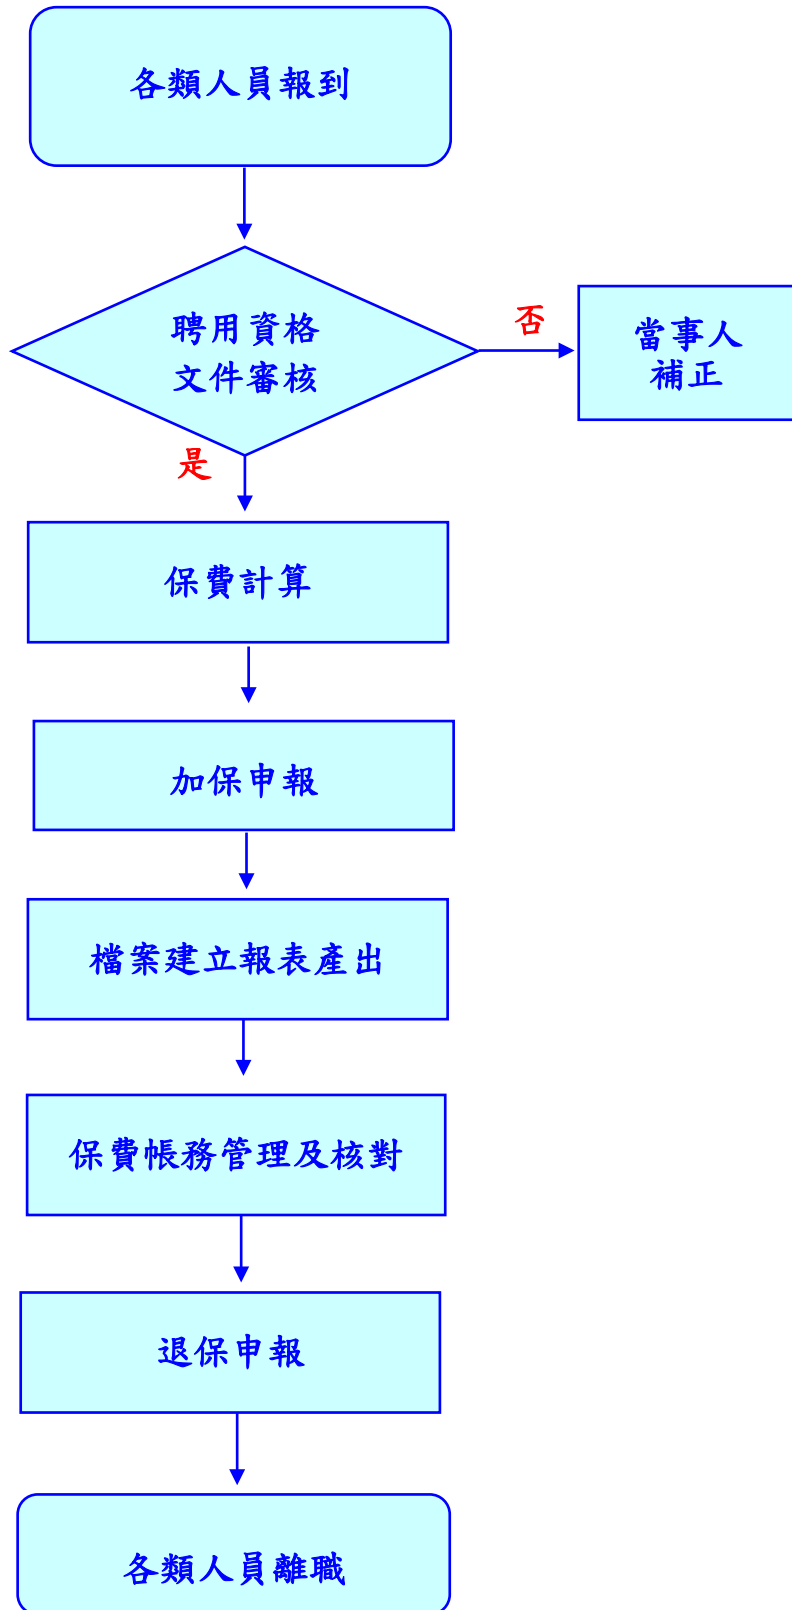 各類人員報到
聘用資格
文件審核
否
當事人
補正
是
保費計算
加保申報
檔案建立報表產出
保費帳務管理及核對
退保申報
各類人員離職